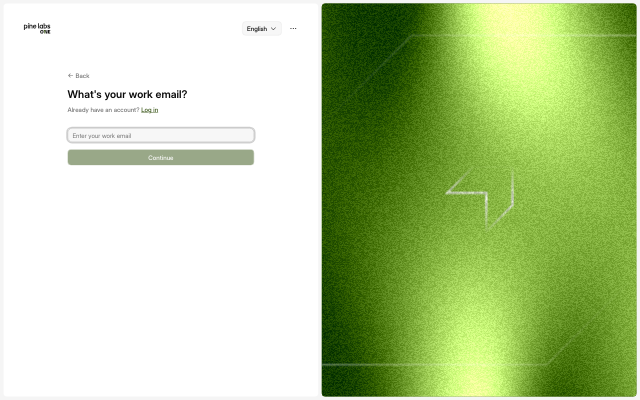 pine labs
ONE
English
← Back
What's your work email?
Already have an account? Log in
Enter your work email
Continue